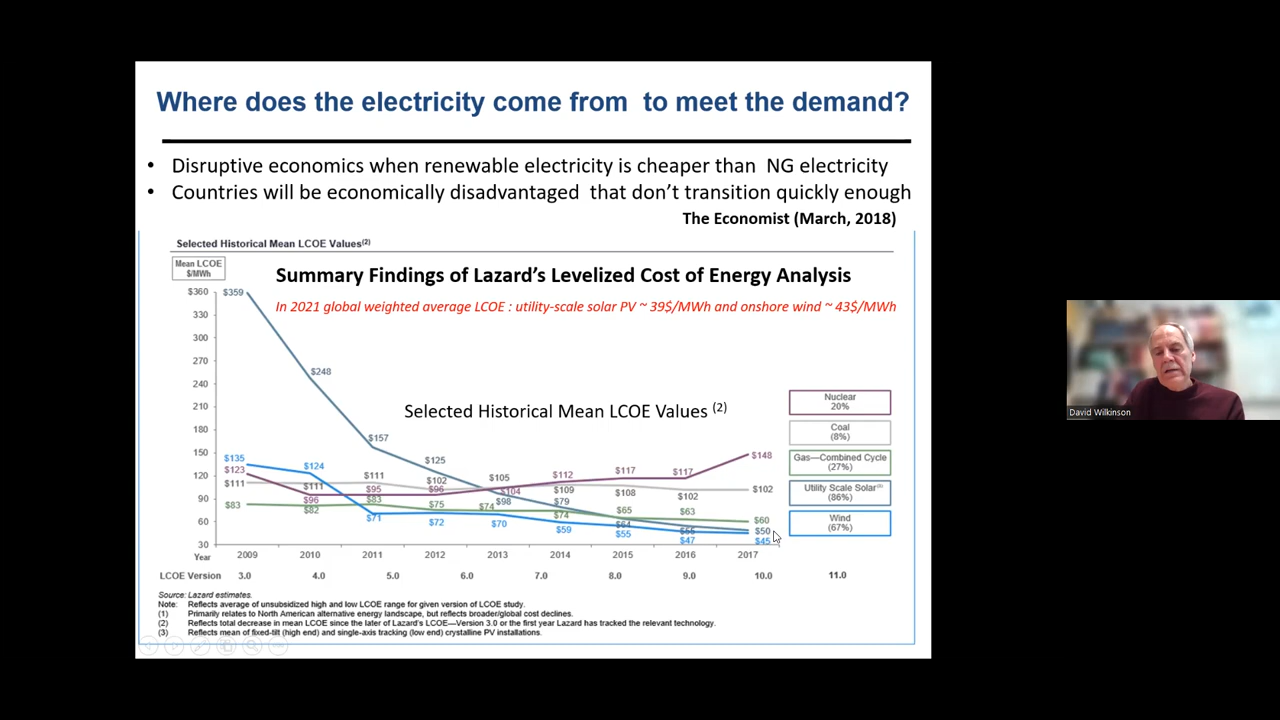 Where does the electricity come from  to meet the demand?
• Disruptive economics when renewable electricity is cheaper than  NG electricity
• Countries will be economically disadvantaged  that don't transition quickly enough
The Economist (March, 2018)
Selected Historical Mean LCOE Values(2)
Mean LCOE
$/MWh
Summary Findings of Lazard's Levelized Cost of Energy Analysis
In 2021 global weighted average LCOE : utility-scale solar PV ~ 39$/MWh and onshore wind ~ 43$/MWh
$360 $359
330
300
270
$248
240
210
Selected Historical Mean LCOE Values (2)
180
150
120
90
60
30
$157 $125 $105 $98 $79 $64 $55 $50
$135 $124 $71 $72 $70 $59 $55 $47 $45
$123 $96 $95 $96 $104 $112 $117 $117 $148
$111 $111 $111 $102 $105 $109 $108 $102 $102
$83 $82 $83 $75 $74 $74 $65 $63 $60
Nuclear
20%
Coal
(8%)
Gas—Combined Cycle
(27%)
Utility Scale Solar(3)
(86%)
Wind
(67%)
Year 2009 2010 2011 2012 2013 2014 2015 2016 2017
LCOE Version 3.0 4.0 5.0 6.0 7.0 8.0 9.0 10.0 11.0
Source: Lazard estimates.
Note: Reflects average of unsubsidized high and low LCOE range for given version of LCOE study.
(1) Primarily relates to North American alternative energy landscape, but reflects broader/global cost declines.
(2) Reflects total decrease in mean LCOE since the later of Lazard's LCOE—Version 3.0 or the first year Lazard has tracked the relevant technology.
(3) Reflects mean of fixed-tilt (high end) and single-axis tracking (low end) crystalline PV installations.
David Wilkinson